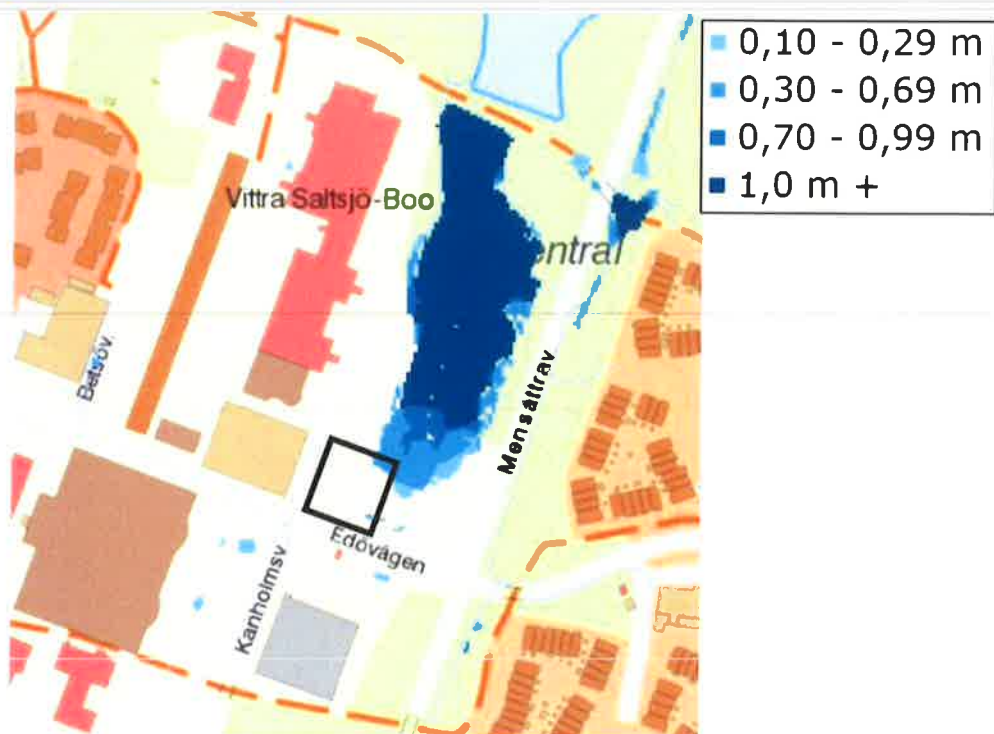 0,10 - 0,29 m
0,30 - 0,69 m
0,70 - 0,99 m
1,0 m +
Vittra Saltsjö-Boo
entral
Betsöv.
Mensättrav
Edövägen
Kanholmsv